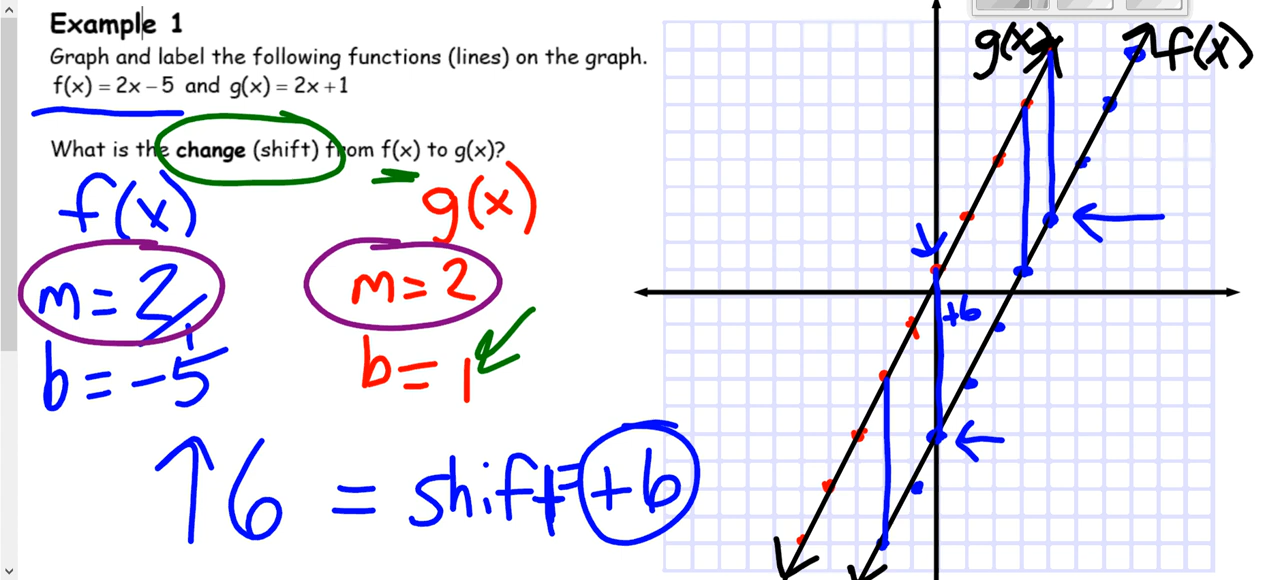 Example 1
Graph and label the following functions (lines) on the graph.
f(x) = 2x - 5 and g(x) = 2x + 1
What is the change (shift) from f(x) to g(x)?
f(x)
g(x)
m = 2/1
m = 2
b = -5
b = 1
↑6 = shift = +6
g(x)
f(x)
+6